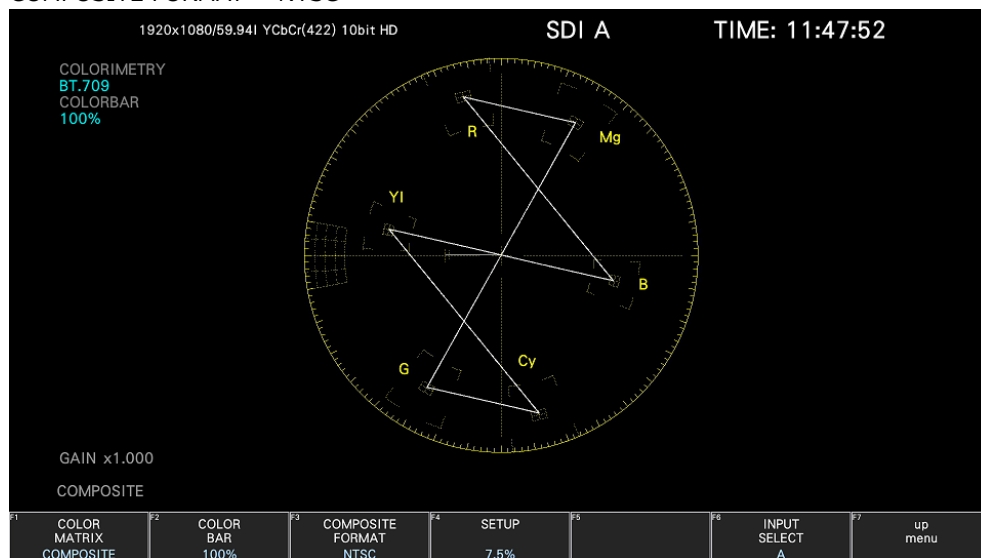 COMPOSITE FORMAT = NTSC
1920x1080/59.94I YCbCr(422) 10bit HD
SDI A
TIME: 11:47:52
COLORIMETRY
BT.709
COLORBAR
100%
R
Mg
Yl
B
G
Cy
GAIN x1.000
COMPOSITE
F1 COLOR
MATRIX
COMPOSITE
F2 COLOR
BAR
100%
F3 COMPOSITE
FORMAT
NTSC
F4 SETUP
7.5%
F5
F6 INPUT
SELECT
A
F7 up
menu